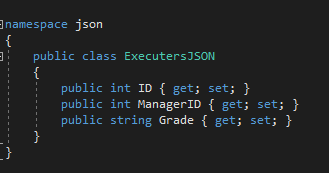 namespace json
{
public class ExecutersJSON
{
public int ID { get; set; }
public int ManagerID { get; set; }
public string Grade { get; set; }
}
}